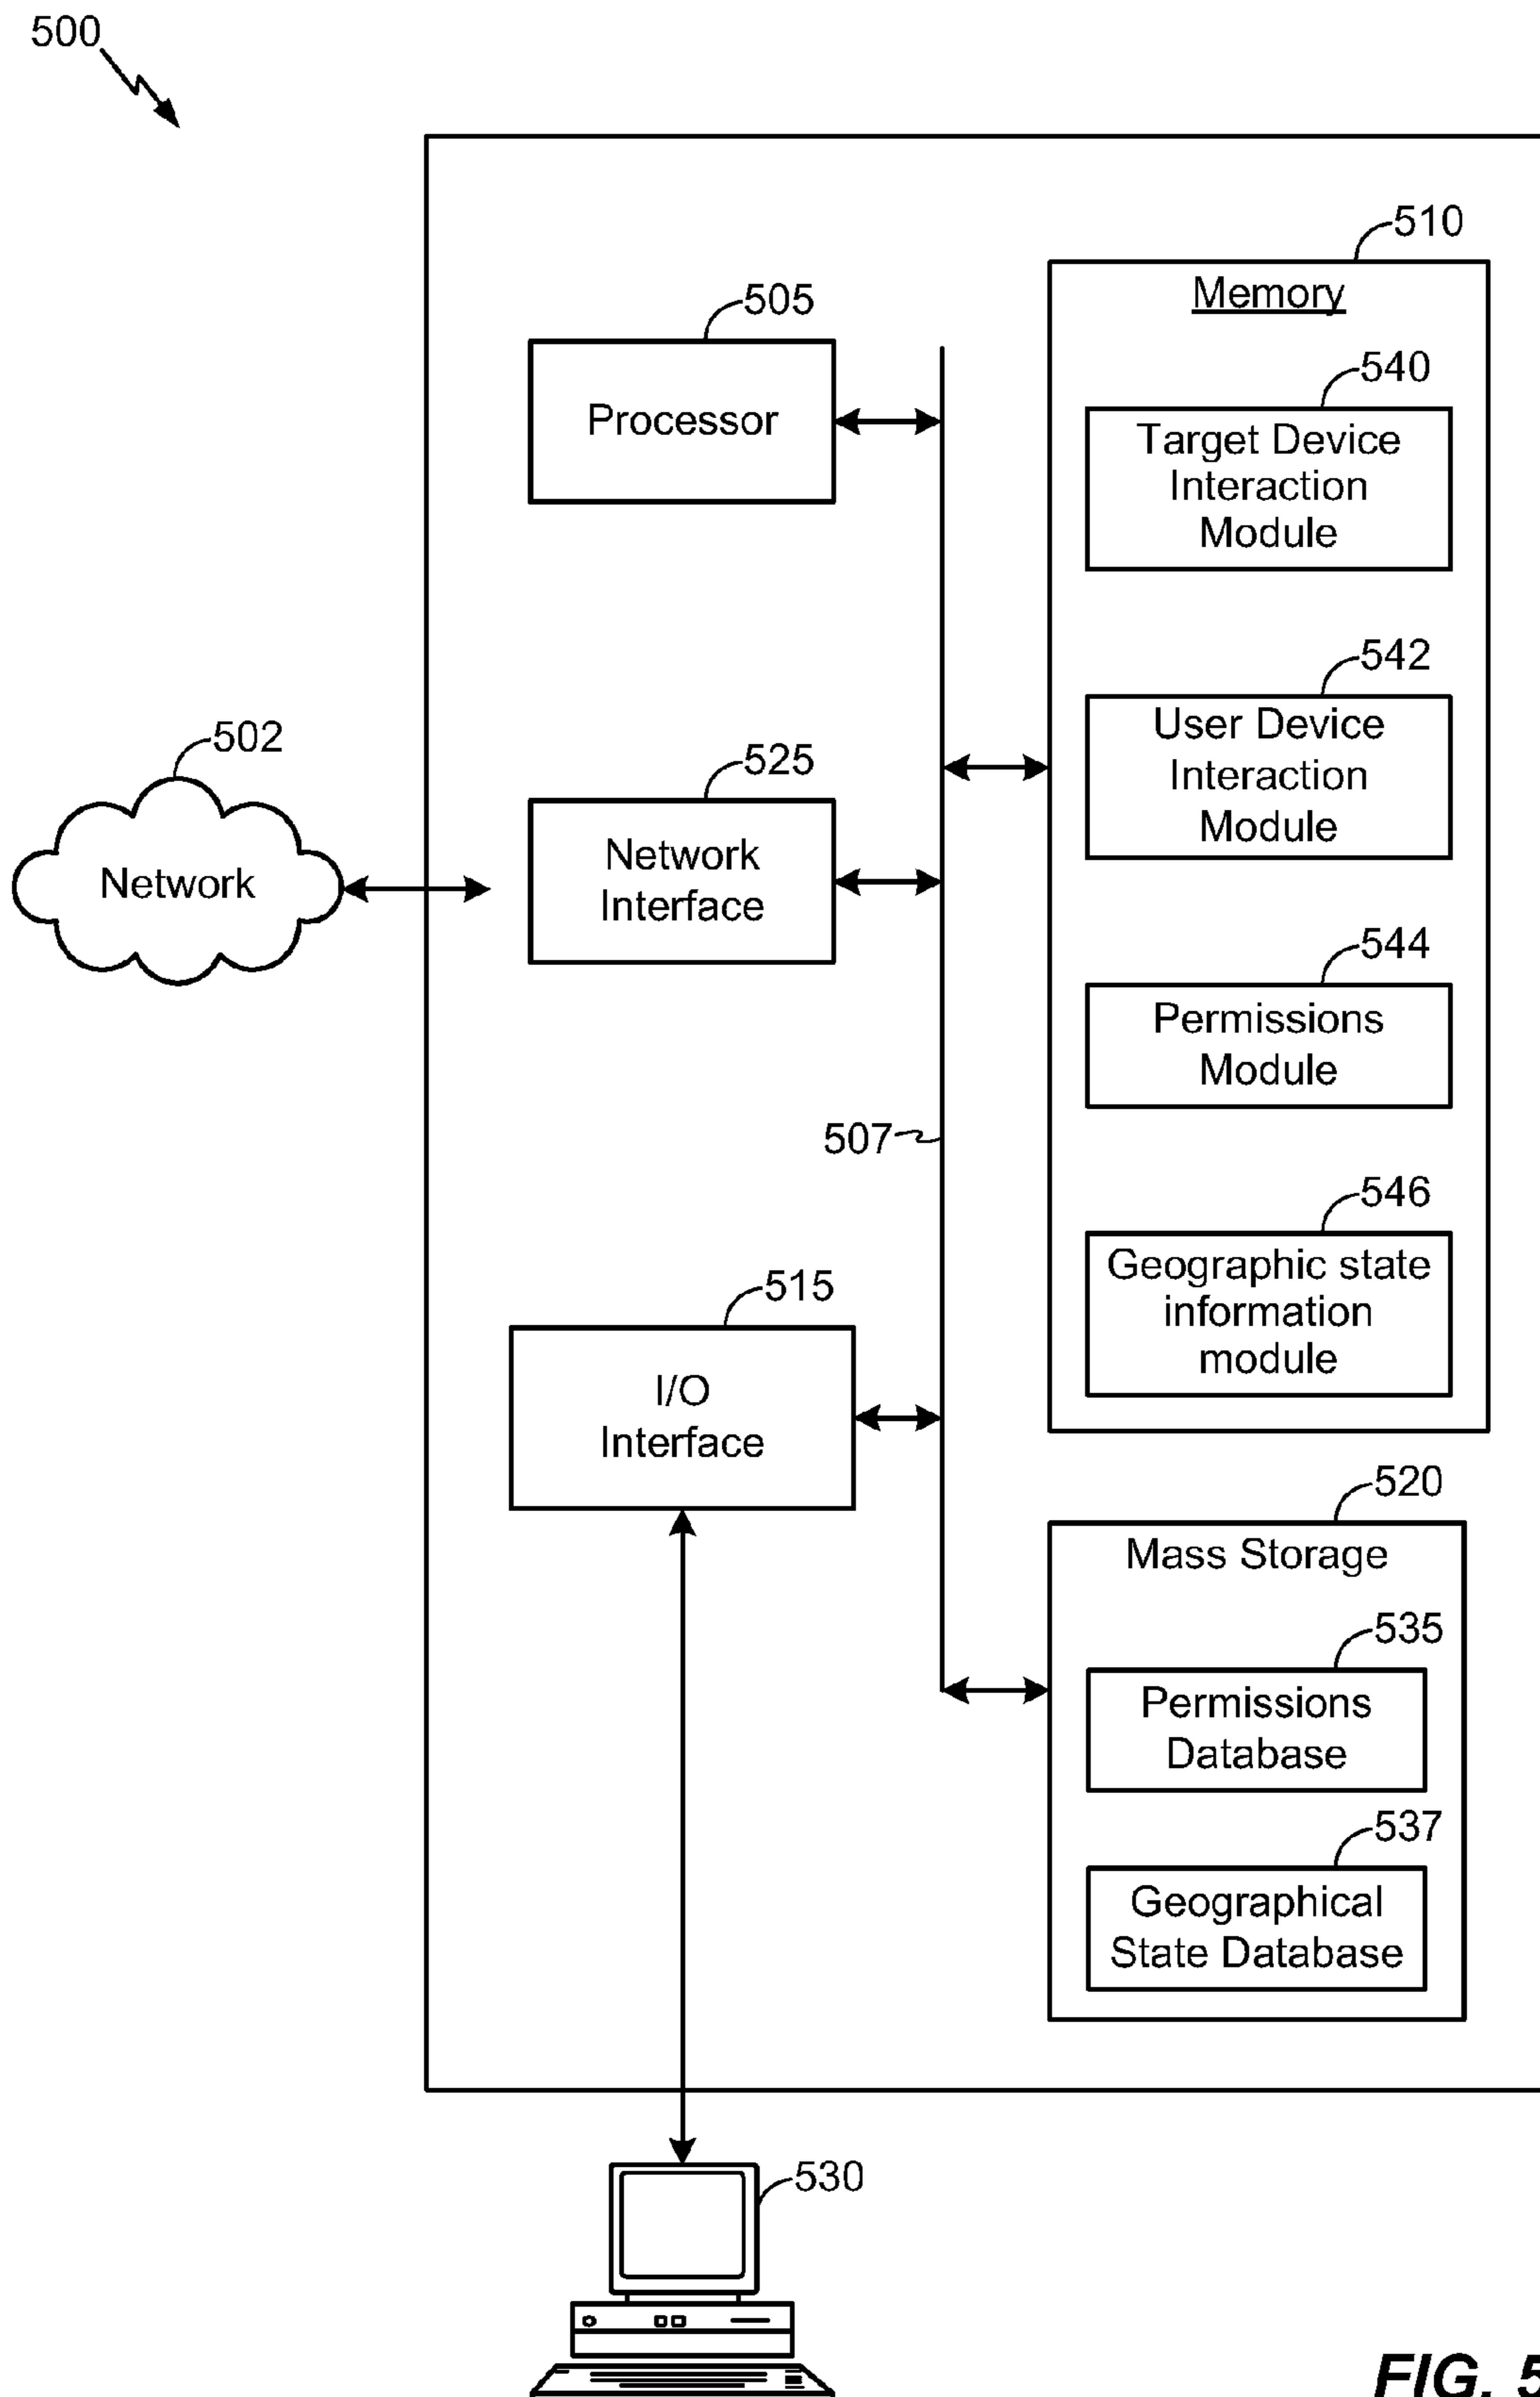 500
510
Memory
505
Processor
540
Target Device
Interaction
Module
542
User Device
Interaction
Module
502
Network
525
Network
Interface
544
Permissions
Module
507
546
Geographic state
information
module
515
I/O
Interface
520
Mass Storage
535
Permissions
Database
537
Geographical
State Database
530
FIG. 5